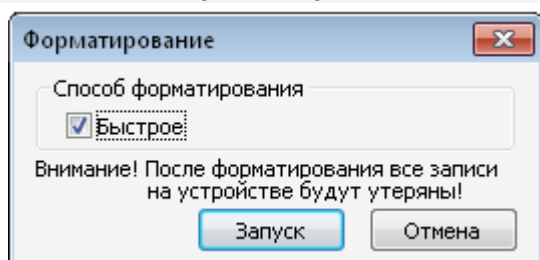 Форматирование
Способ форматирования
Быстрое
Внимание! После форматирования все записи
на устройстве будут утеряны!
Запуск Отмена